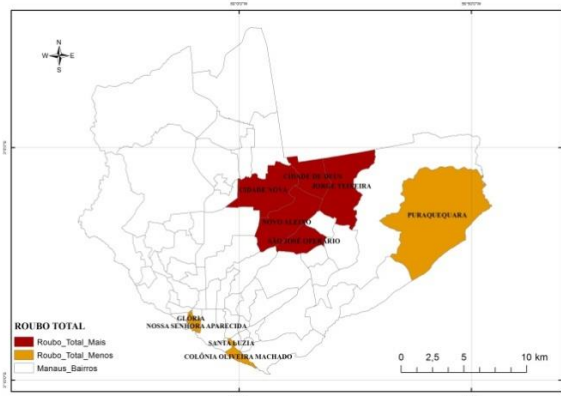 N
W E
S
CIDADE DE DEUS
CIDADE NOVA
JORGE TEIXEIRA
NOVO ALEIXO
SÃO JOSÉ OPERÁRIO
PURAQUEQUARA
GLÓRIA
NOSSA SENHORA APARECIDA
SANTA LUZIA
COLÔNIA OLIVEIRA MACHADO
ROUBO TOTAL
Roubo_Total_Mais
Roubo_Total_Menos
Manaus_Bairros
0 2,5 5 10 km